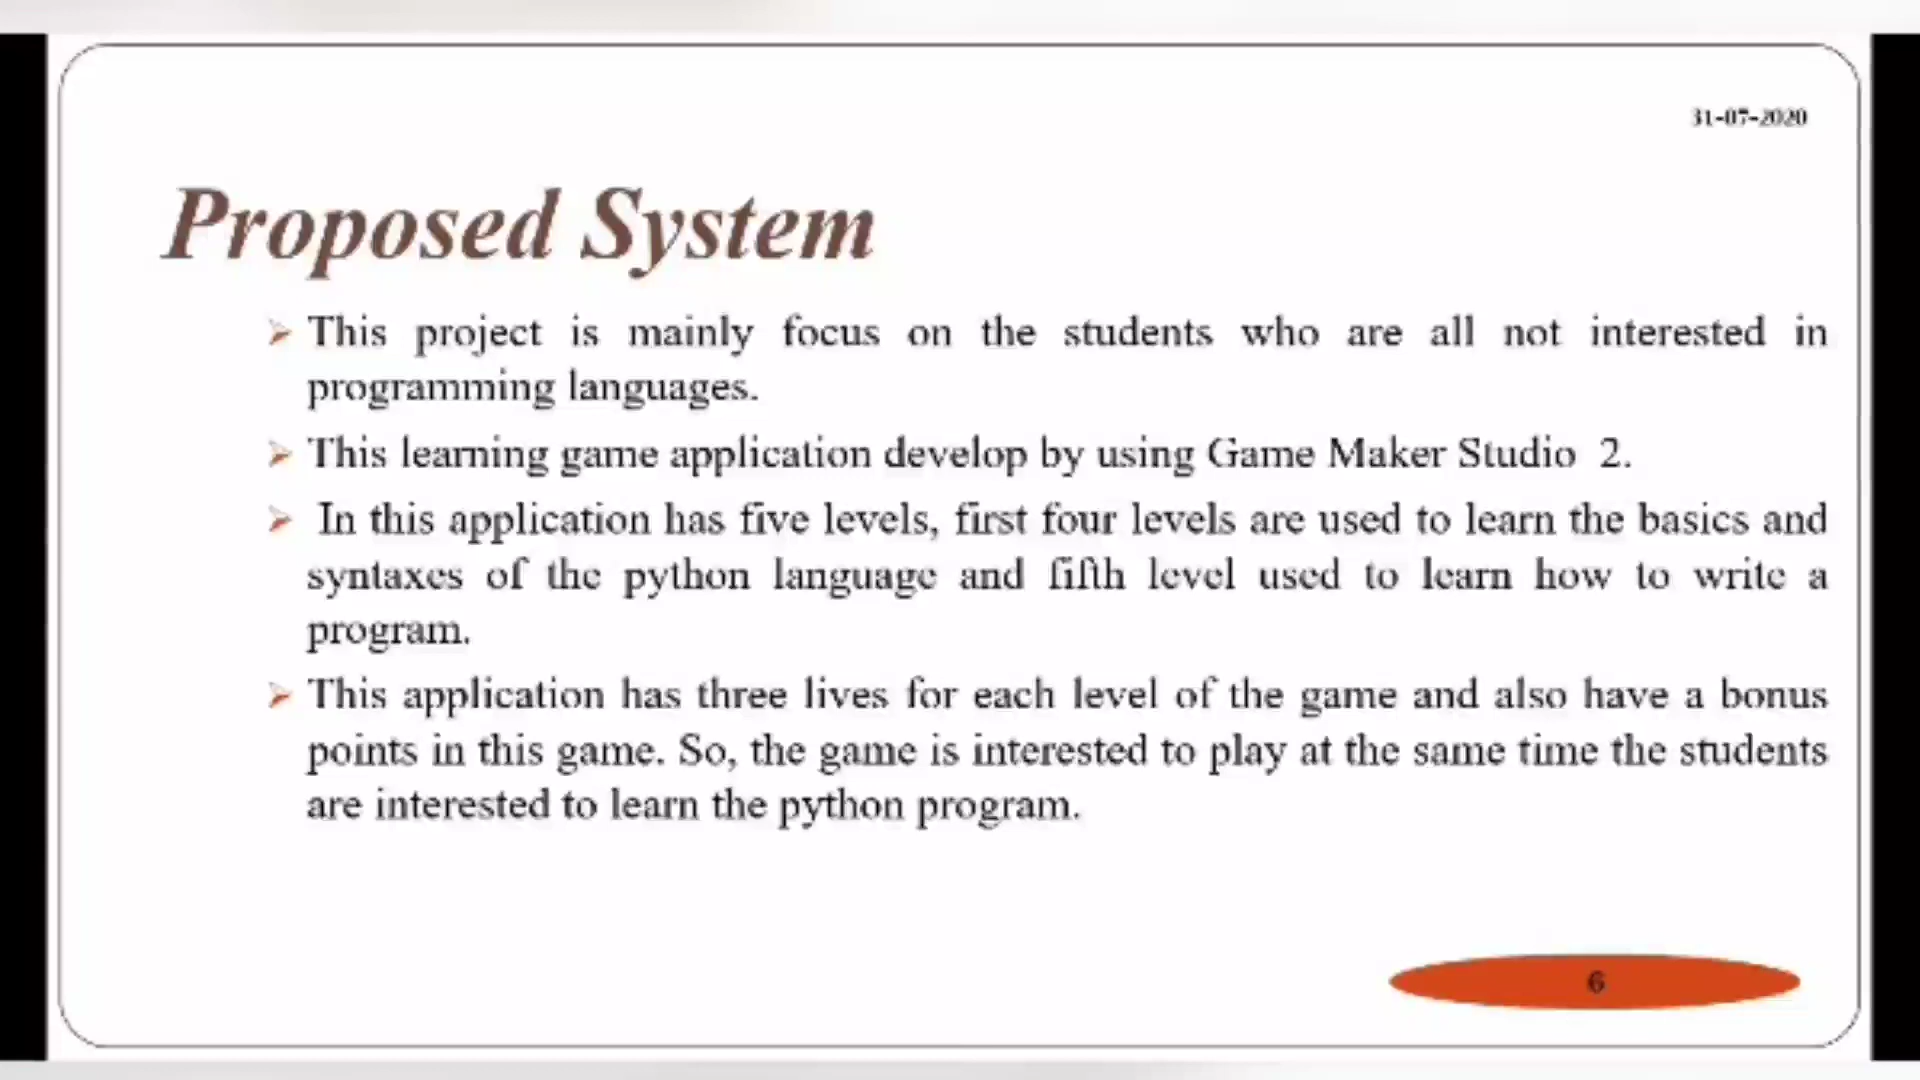 31-07-2020
Proposed System
This project is mainly focus on the students who are all not interested in
programming languages.
This learning game application develop by using Game Maker Studio 2.
In this application has five levels, first four levels are used to learn the basics and
syntaxes of the python language and fifth level used to learn how to write a
program.
This application has three lives for each level of the game and also have a bonus
points in this game. So, the game is interested to play at the same time the students
are interested to learn the python program.
6